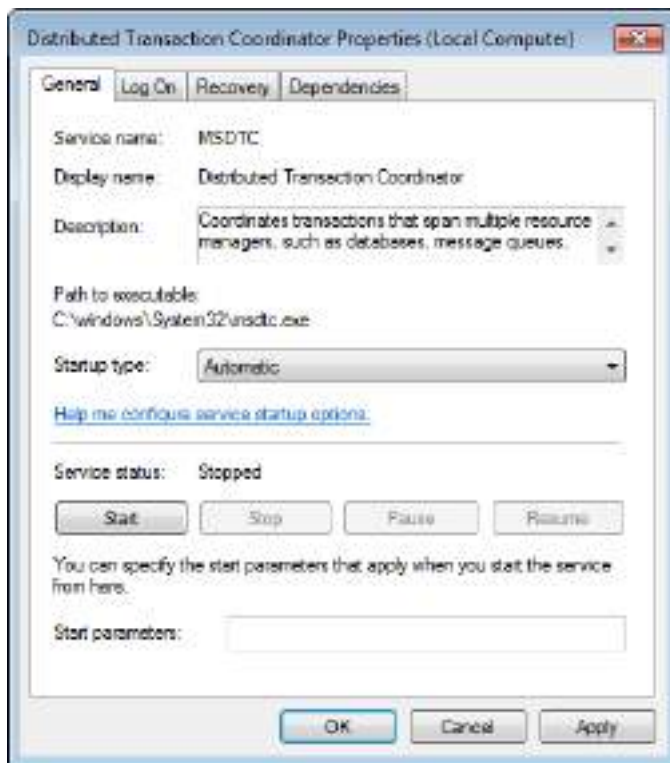 Distributed Transaction Coordinator Properties (Local Computer)
General Log On Recovery Dependencies
Service name: MSDTC
Display name: Distributed Transaction Coordinator
Description: Coordinates transactions that span multiple resource
managers, such as databases, message queues,
Path to executable:
C:\windows\System32\msdtc.exe
Startup type: Automatic
Help me configure service startup options.
Service status: Stopped
Start Stop Pause Resume
You can specify the start parameters that apply when you start the service
from here.
Start parameters:
OK Cancel Apply